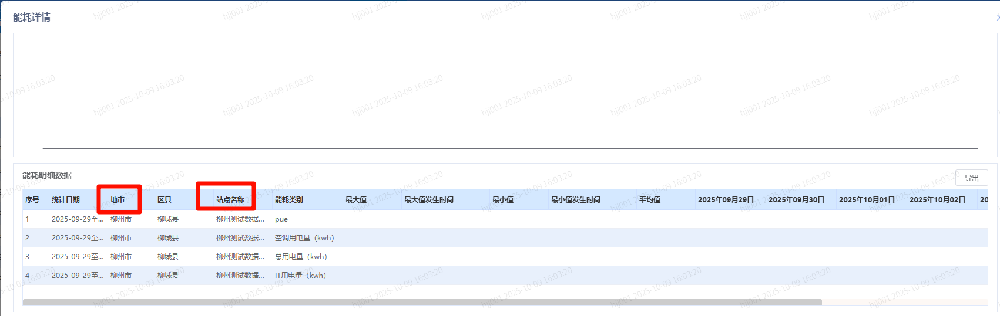 能耗详情
能耗明细数据
导出
序号 统计日期 地市 区县 站点名称 能耗类别 最大值 最大值发生时间 最小值 最小值发生时间 平均值 2025年09月29日 2025年09月30日 2025年10月01日 2025年10月02日 20
1 2025-09-29至... 柳州市 柳城县 柳州测试数据... pue
2 2025-09-29至... 柳州市 柳城县 柳州测试数据... 空调用电量（kwh）
3 2025-09-29至... 柳州市 柳城县 柳州测试数据... 总用电量（kwh）
4 2025-09-29至... 柳州市 柳城县 柳州测试数据... IT用电量（kwh）
hjj001 2025-10-09 16:03:20